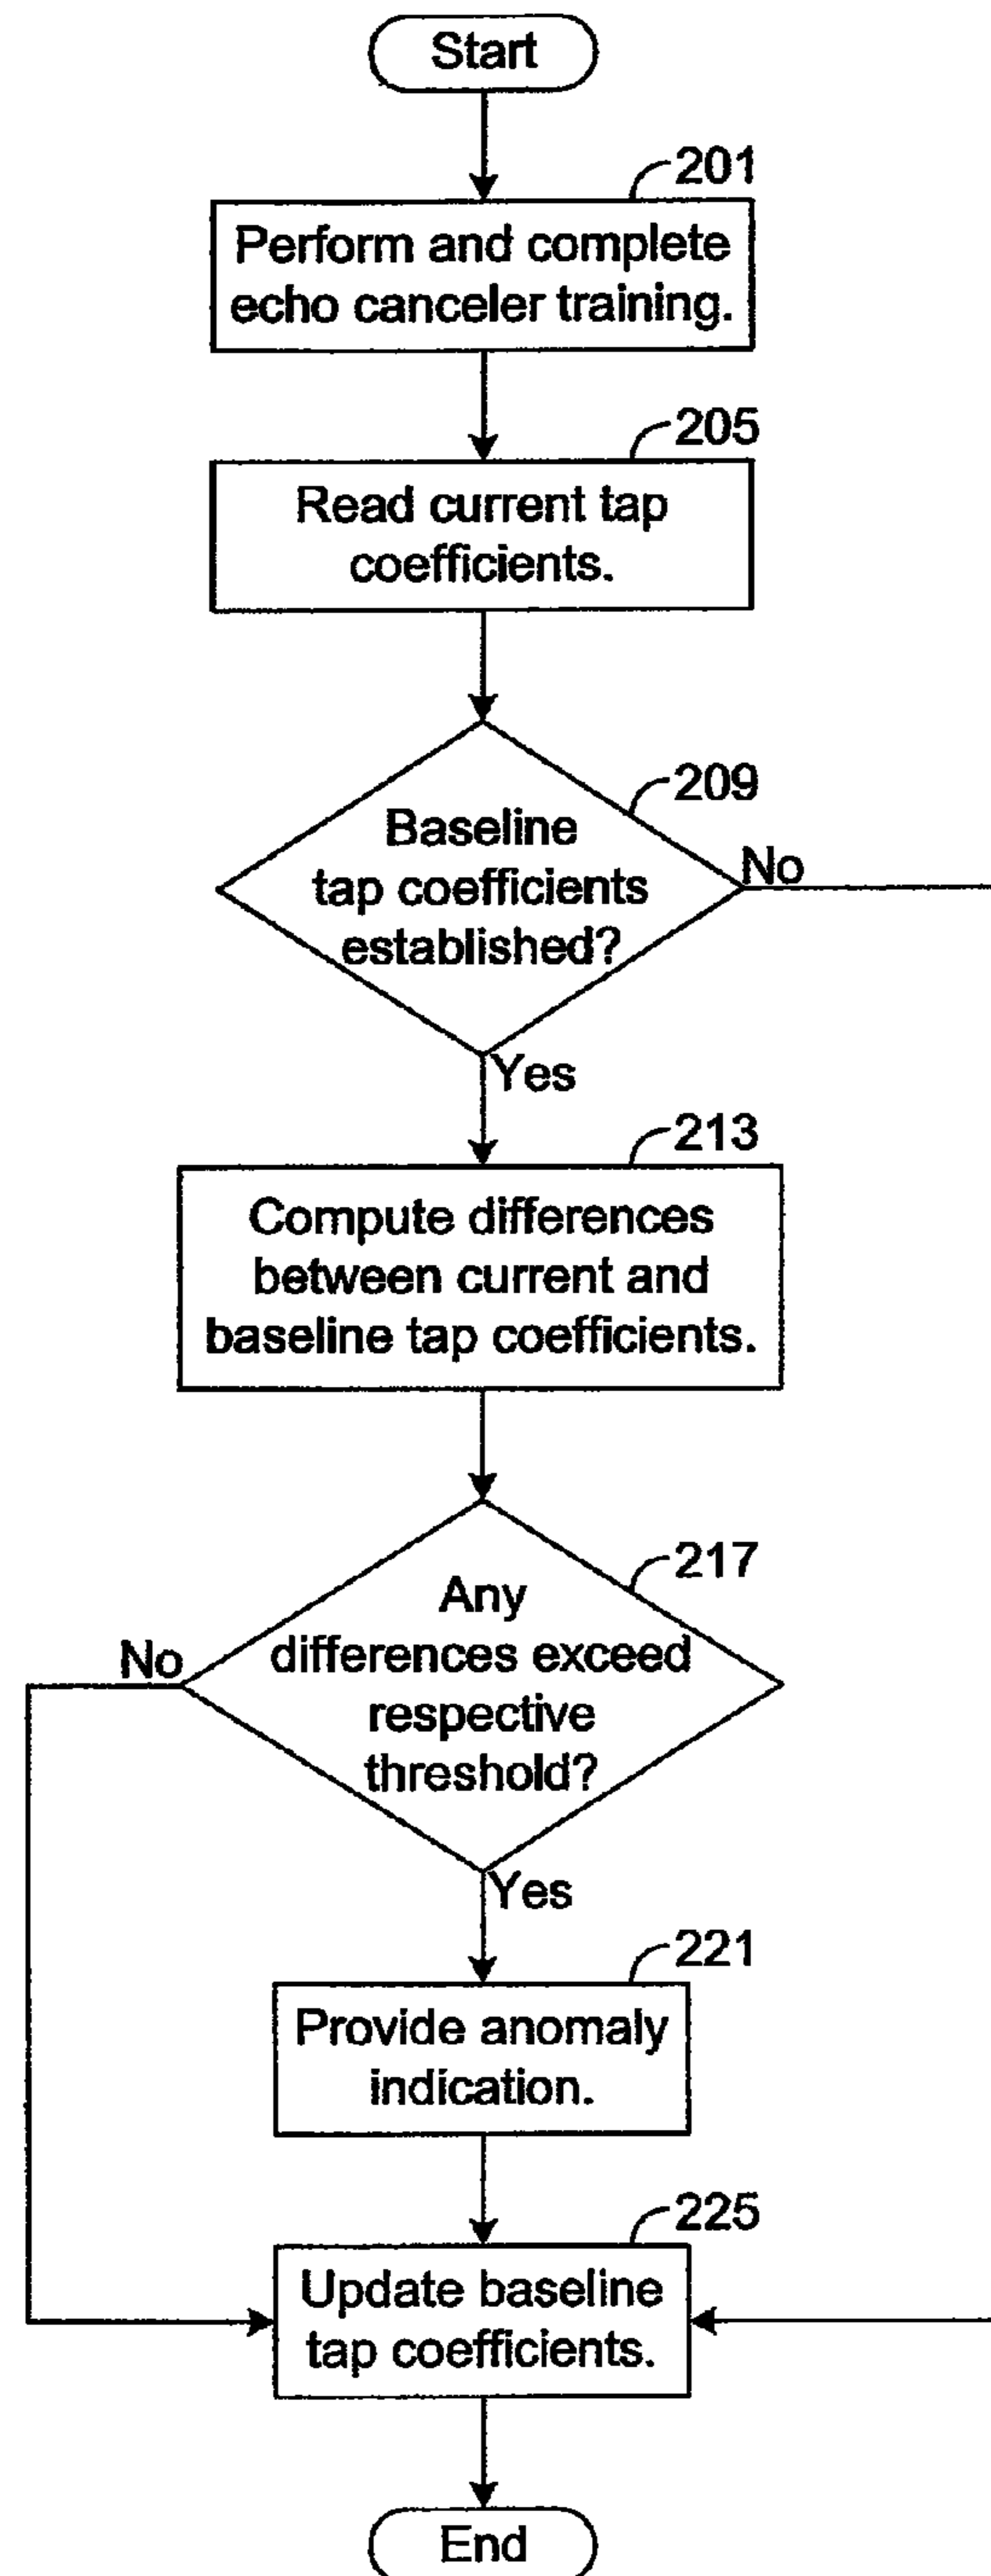 Start
201
Perform and complete
echo canceler training.
205
Read current tap
coefficients.
209
Baseline
tap coefficients
established?
No
Yes
213
Compute differences
between current and
baseline tap coefficients.
217
Any
differences exceed
respective
threshold?
No
Yes
221
Provide anomaly
indication.
225
Update baseline
tap coefficients.
End